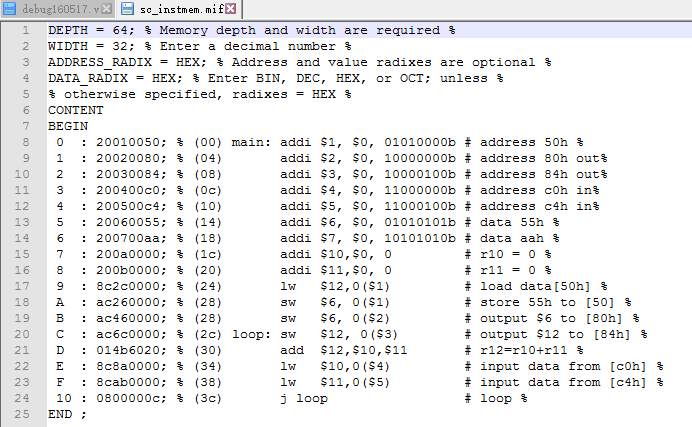 debug160517.v sc_instmem.mif
1 DEPTH = 64; % Memory depth and width are required %
2 WIDTH = 32; % Enter a decimal number %
3 ADDRESS_RADIX = HEX; % Address and value radixes are optional %
4 DATA_RADIX = HEX; % Enter BIN, DEC, HEX, or OCT; unless %
5 % otherwise specified, radixes = HEX %
6 CONTENT
7 BEGIN
8 0 : 20010050; % (00) main: addi $1, $0, 01010000b # address 50h %
9 1 : 20020080; % (04) addi $2, $0, 10000000b # address 80h out%
10 2 : 20030084; % (08) addi $3, $0, 10000100b # address 84h out%
11 3 : 200400c0; % (0c) addi $4, $0, 11000000b # address c0h in%
12 4 : 200500c4; % (10) addi $5, $0, 11000100b # address c4h in%
13 5 : 20060055; % (14) addi $6, $0, 01010101b # data 55h %
14 6 : 200700aa; % (18) addi $7, $0, 10101010b # data aah %
15 7 : 200a0000; % (1c) addi $10,$0, 0 # r10 = 0 %
16 8 : 200b0000; % (20) addi $11,$0, 0 # r11 = 0 %
17 9 : 8c2c0000; % (24) lw $12,0($1) # load data[50h] %
18 A : ac260000; % (28) sw $6, 0($1) # store 55h to [50] %
19 B : ac460000; % (28) sw $6, 0($2) # output $6 to [80h] %
20 C : ac6c0000; % (2c) loop: sw $12, 0($3) # output $12 to [84h] %
21 D : 014b6020; % (30) add $12,$10,$11 # r12=r10+r11 %
22 E : 8c8a0000; % (34) lw $10,0($4) # input data from [c0h] %
23 F : 8cab0000; % (38) lw $11,0($5) # input data from [c4h] %
24 10 : 0800000c; % (3c) j loop # loop %
25 END ;